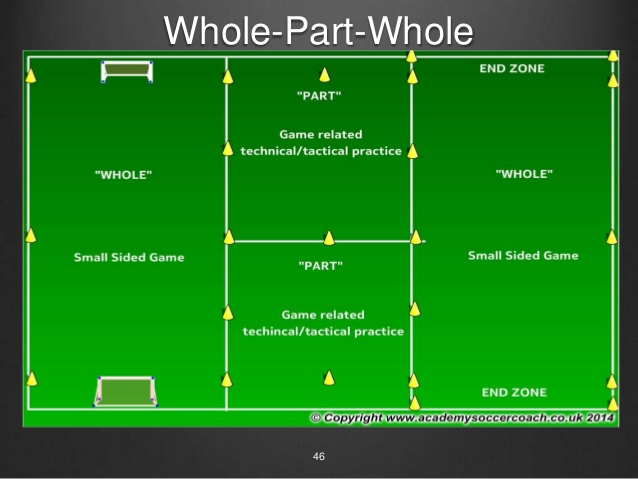 Whole-Part-Whole
END ZONE
"PART"
Game related
technical/tactical practice
"WHOLE"
"WHOLE"
Small Sided Game
Small Sided Game
"PART"
Game related
techincal/tactical practice
END ZONE
© Copyright www.academysoccercoach.co.uk 2014
46